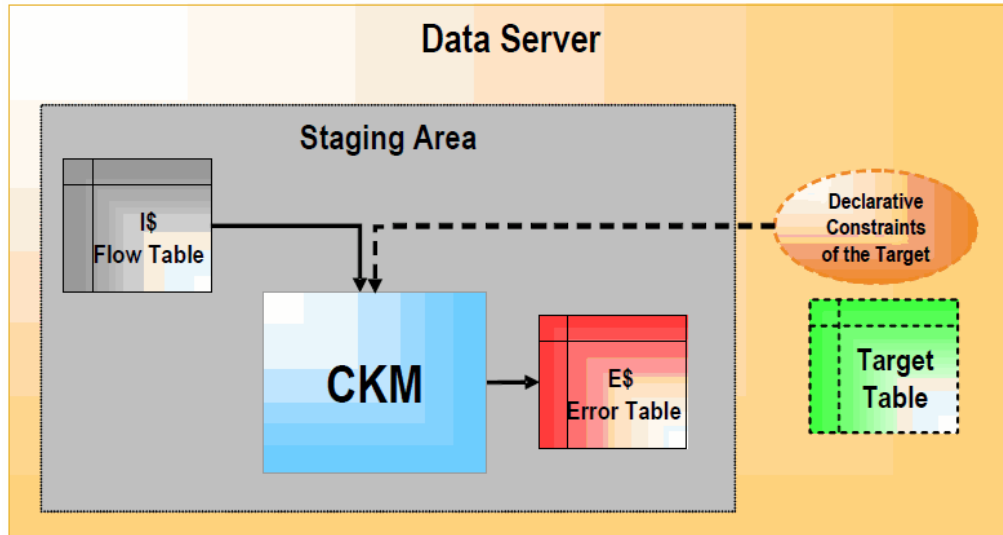 Data Server
Staging Area
I$
Flow Table
Declarative
Constraints
of the Target
CKM
E$
Error Table
Target
Table